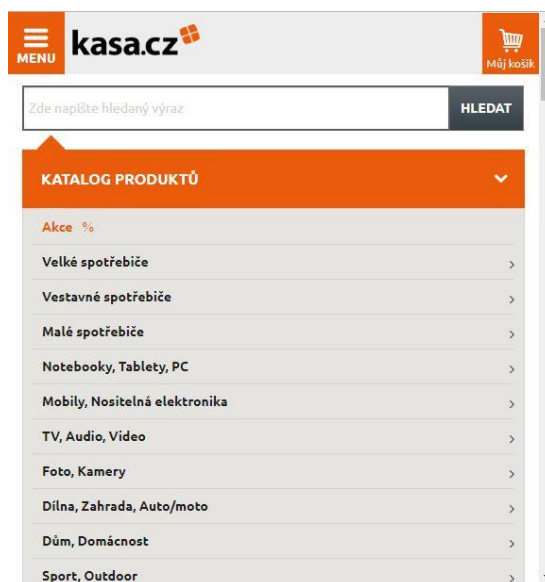 MENU
kasa.cz
Můj košík
Zde napište hledaný výraz
HLEDAT
KATALOG PRODUKTŮ
Akce %
Velké spotřebiče
Vestavné spotřebiče
Malé spotřebiče
Notebooky, Tablety, PC
Mobily, Nositelná elektronika
TV, Audio, Video
Foto, Kamery
Dílna, Zahrada, Auto/moto
Dům, Domácnost
Sport, Outdoor